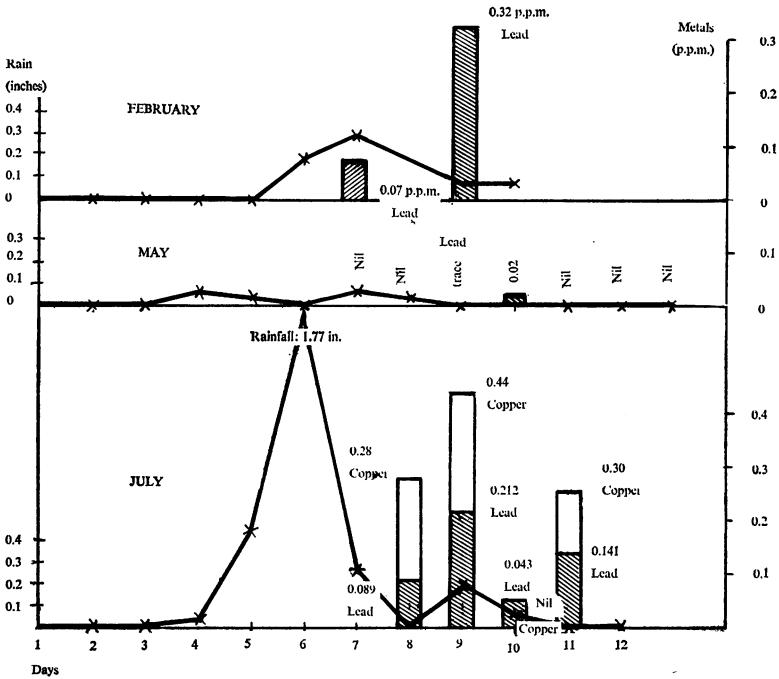 0.32 p.p.m.
Lead
Metals
(p.p.m.)
Rain
(inches)
FEBRUARY
0.4
0.3
0.2
0.1
0
0.3
0.2
0.1
0
0.07 p.p.m.
Lead
MAY
0.3
0.2
0.1
0
Nil
Nil
Lead
trace
0.02
Nil
Nil
Nil
0.1
0
Rainfall: 1.77 in.
JULY
0.4
0.3
0.2
0.1
0.28
Copper
0.089
Lead
0.44
Copper
0.212
Lead
0.043
Lead
Nil
Copper
0.30
Copper
0.141
Lead
0.4
0.3
0.2
0.1
1 2 3 4 5 6 7 8 9 10 11 12
Days